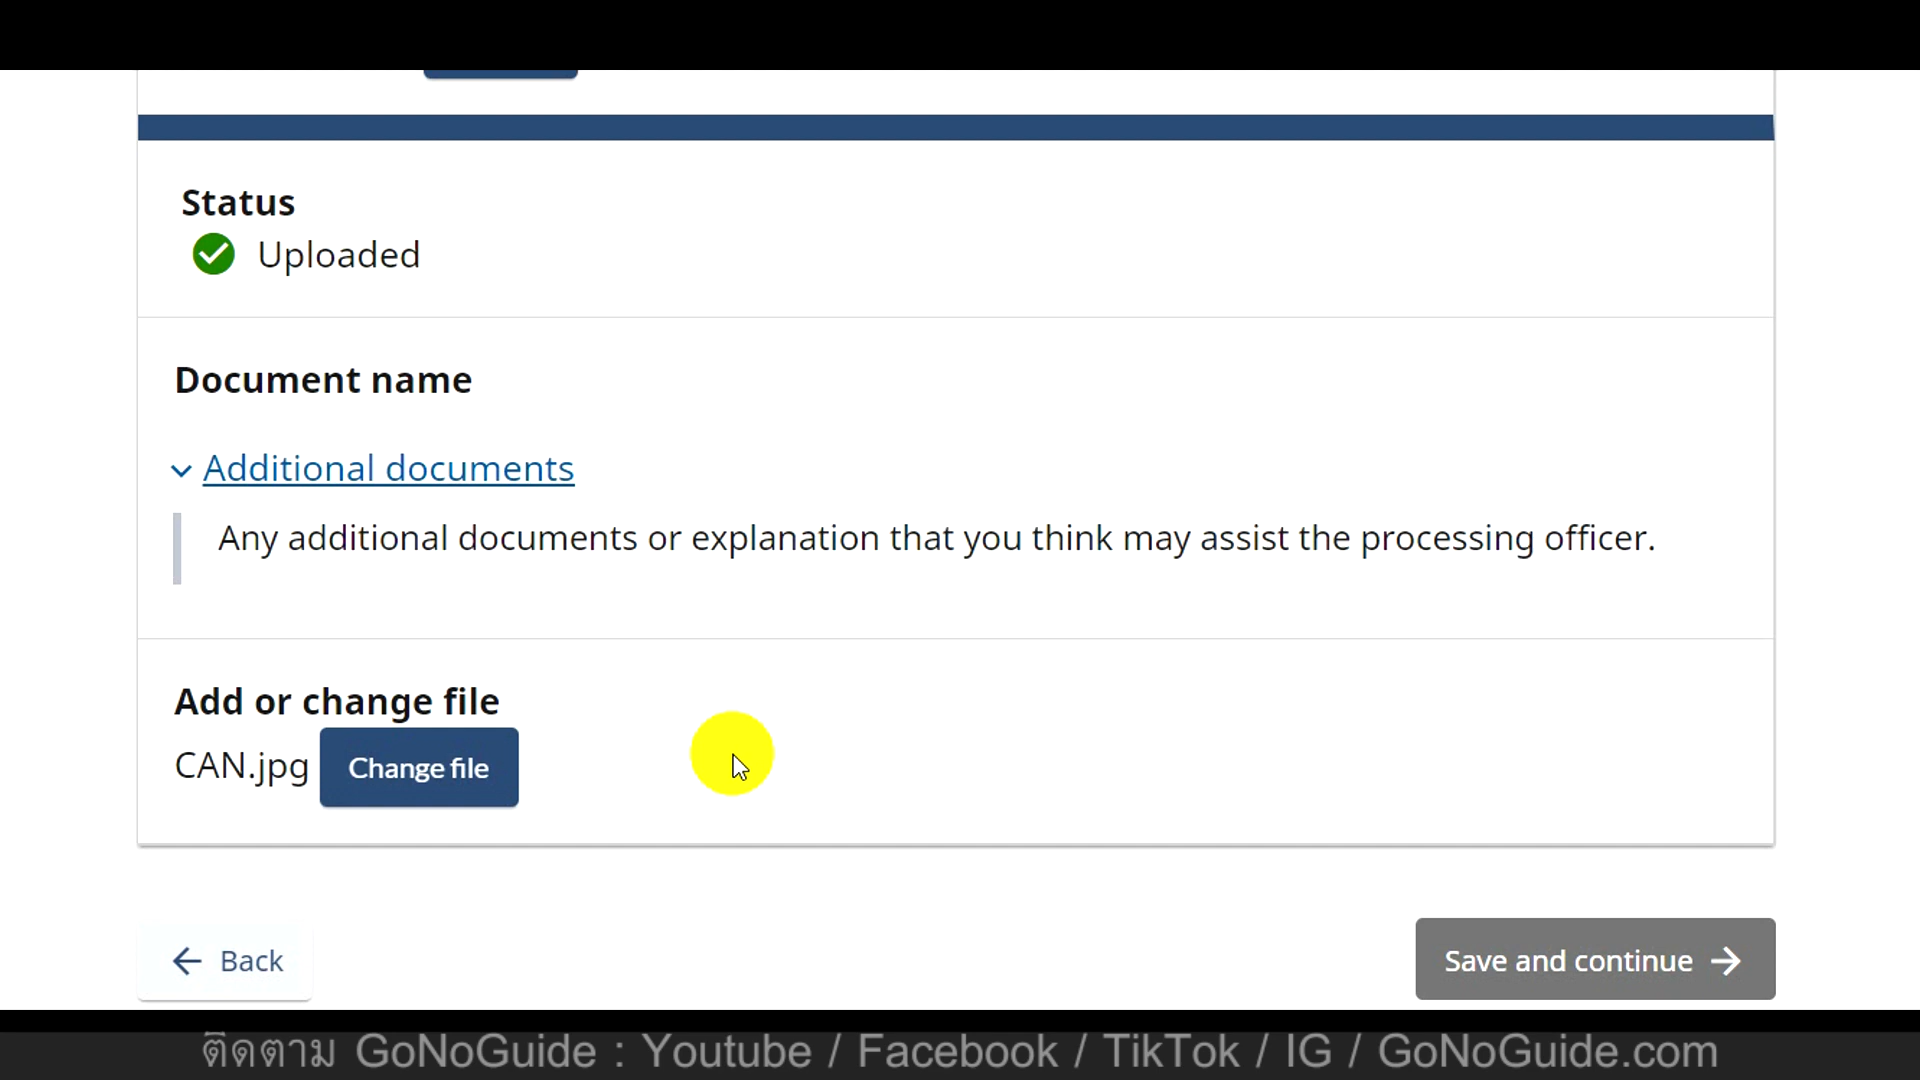 Status
Uploaded
Document name
Additional documents
Any additional documents or explanation that you think may assist the processing officer.
Add or change file
CAN.jpg Change file
Back
Save and continue
ติดตาม GoNoGuide : Youtube / Facebook / TikTok / IG / GoNoGuide.com